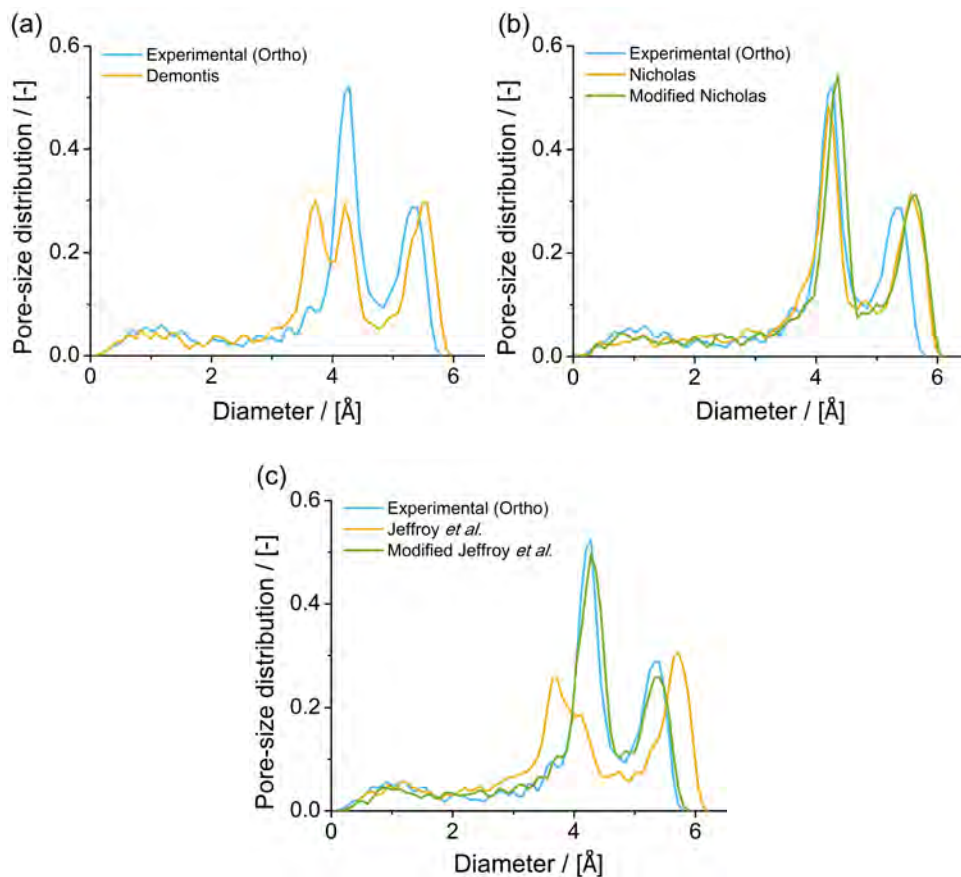 (a)
0.6
Experimental (Ortho)
Demontis
0.4
0.2
0.0
Pore-size distribution / [-]
0 2 4 6
Diameter / [Å]
(b)
0.6
Experimental (Ortho)
Nicholas
Modified Nicholas
0.4
0.2
0.0
Pore-size distribution / [-]
0 2 4 6
Diameter / [Å]
(c)
0.6
Experimental (Ortho)
Jeffroy et al.
Modified Jeffroy et al.
0.4
0.2
0.0
Pore-size distribution / [-]
0 2 4 6
Diameter / [Å]